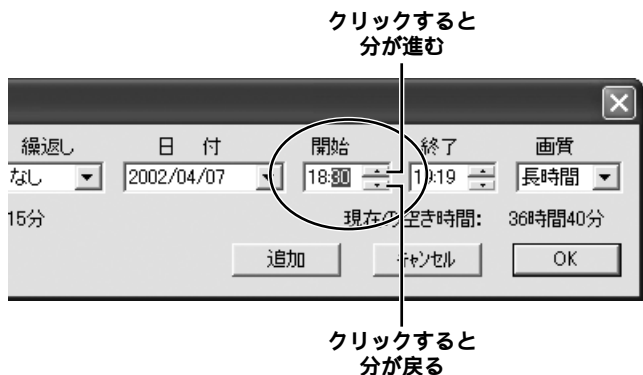 クリックすると
分が進む
繰返し 日 付 開始 終了 画質
なし 2002/04/07 18:30 19:19 長時間
15分 現在の空き時間: 36時間40分
追加 キャンセル OK
クリックすると
分が戻る